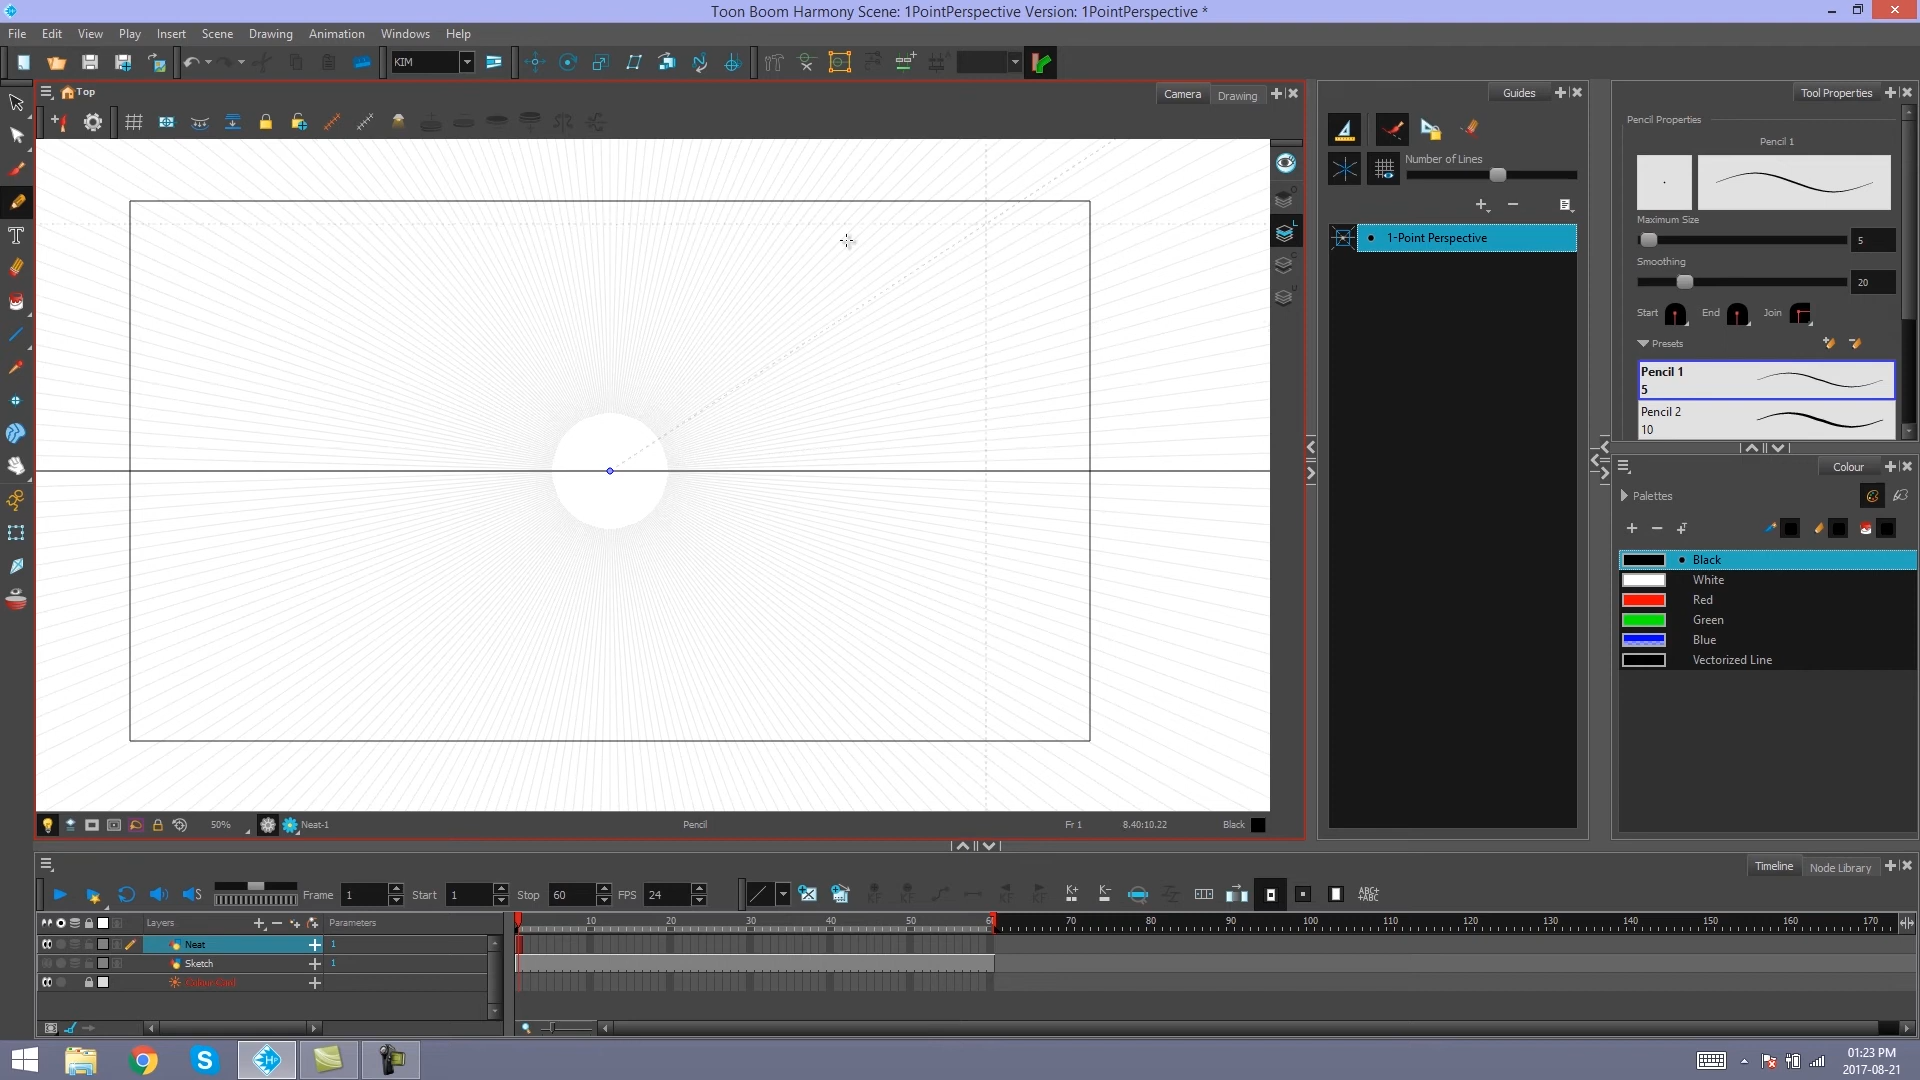 Toon Boom Harmony Scene: 1PointPerspective Version: 1PointPerspective *
File Edit View Play Insert Scene Drawing Animation Windows Help
KIM
Top
Camera
Drawing
Guides
Number of Lines
1-Point Perspective
Tool Properties
Pencil Properties
Pencil 1
Maximum Size
5
Smoothing
20
Start End Join
Presets
Pencil 1
5
Pencil 2
10
Colour
Palettes
Black
White
Red
Green
Blue
Vectorized Line
50%
Neat-1
Pencil
Fr 1
8.40:10.22
Black
Timeline
Node Library
Frame 1 Start 1 Stop 60 FPS 24
Layers
Parameters
10 20 30 40 50 60 70 80 90 100 110 120 130 140 150 160 170
Neat 1
Sketch 1
01:23 PM
2017-08-21